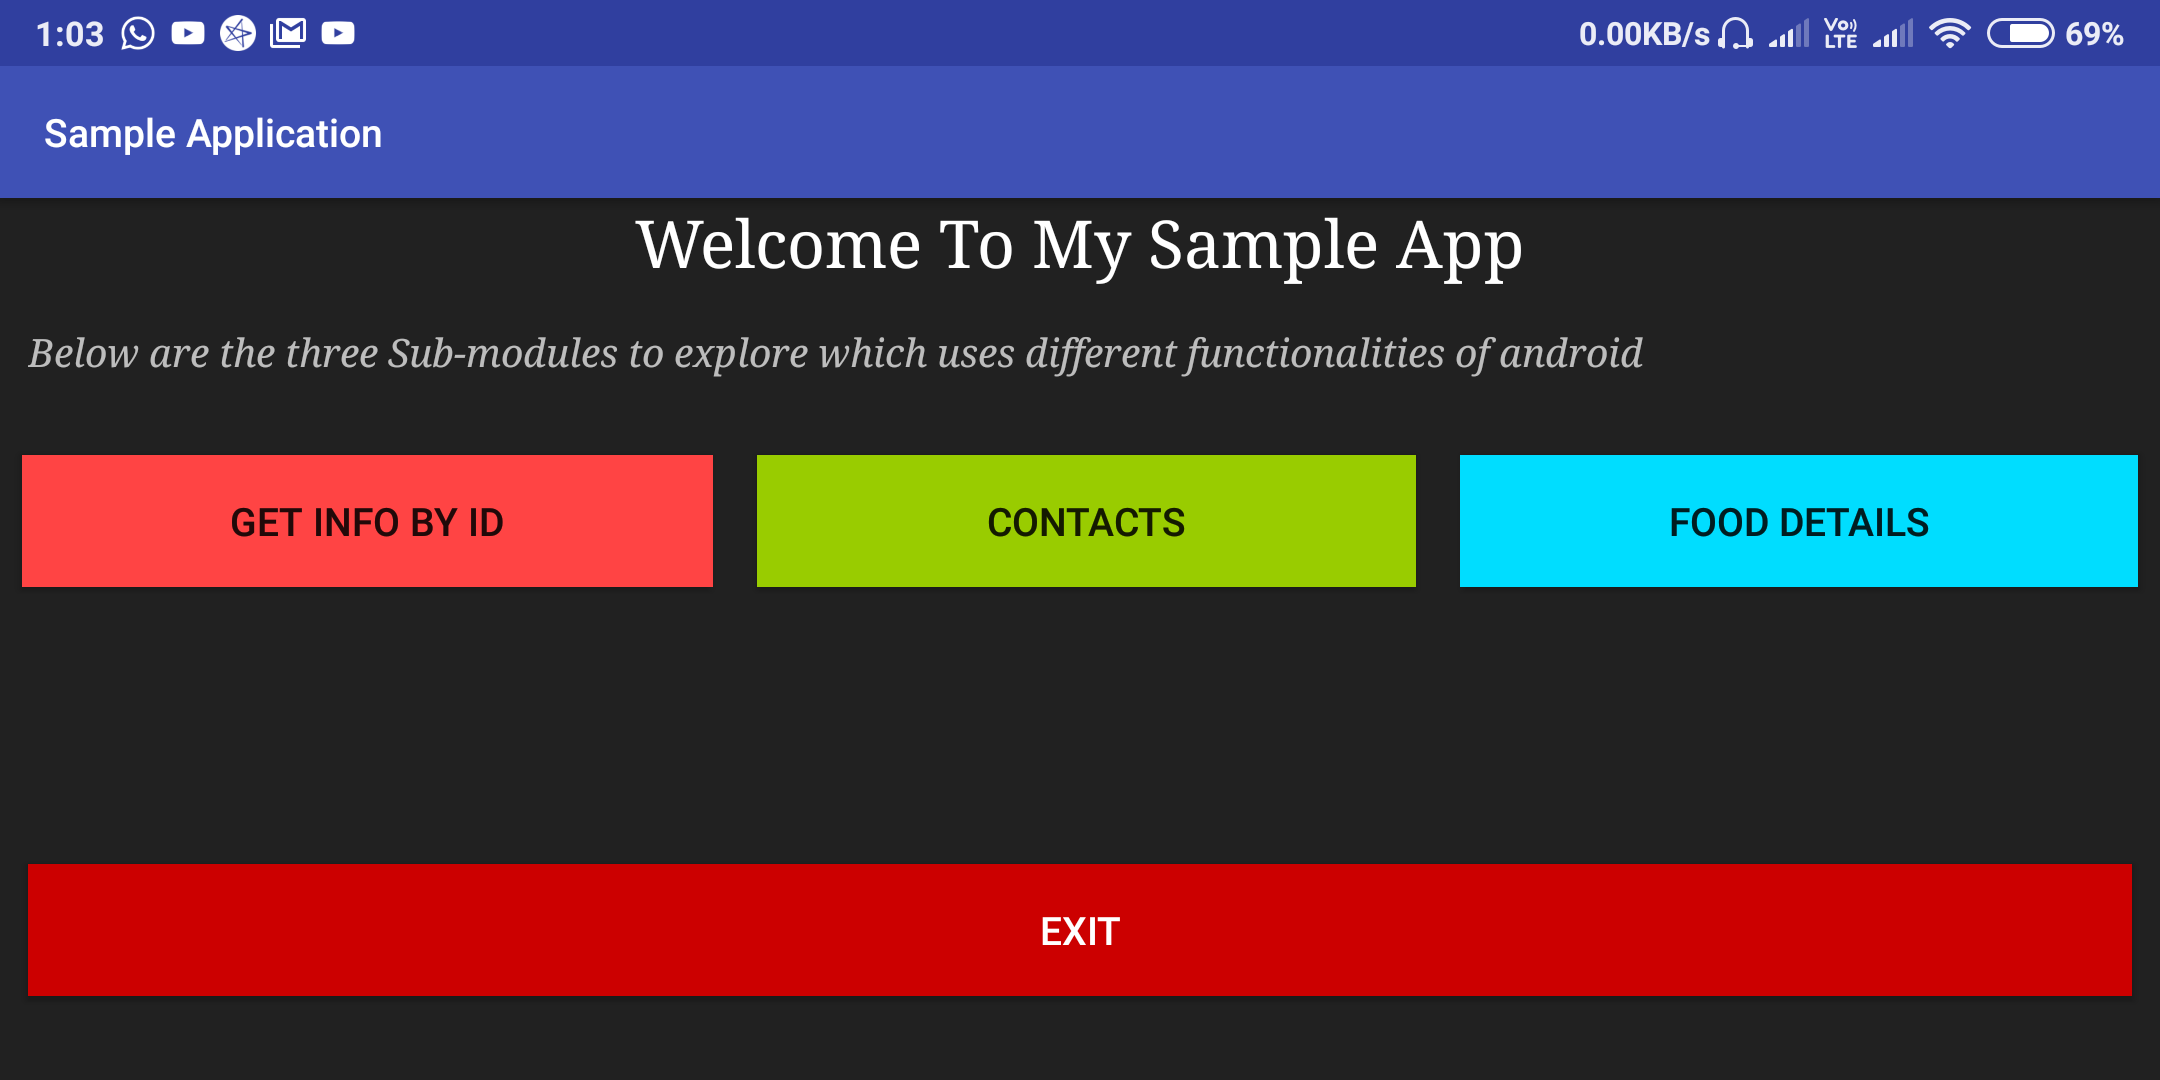 1:03 0.00KB/s Vo)) LTE 69%
Sample Application
Welcome To My Sample App
Below are the three Sub-modules to explore which uses different functionalities of android
GET INFO BY ID CONTACTS FOOD DETAILS
EXIT